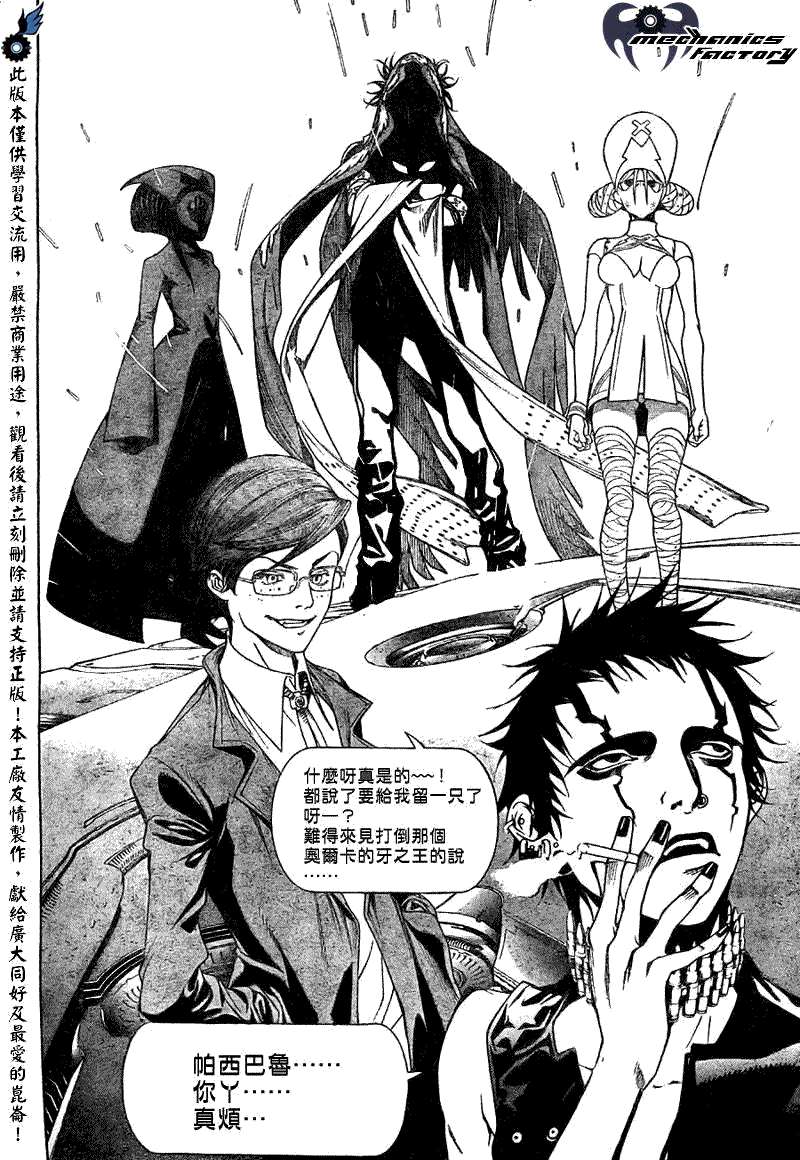 mechanics
Factory
此版本僅供學習交流用，嚴禁商業用途，觀看後請立刻刪除並請支持正版！本工廠友情製作，獻給廣大同好及最愛的崑崙！
什麼呀真是的~~~！
都說了要給我留一只了
呀一？
難得來見打倒那個
奧爾卡的牙之王的說
……
帕西巴魯……
你丫……
真煩…